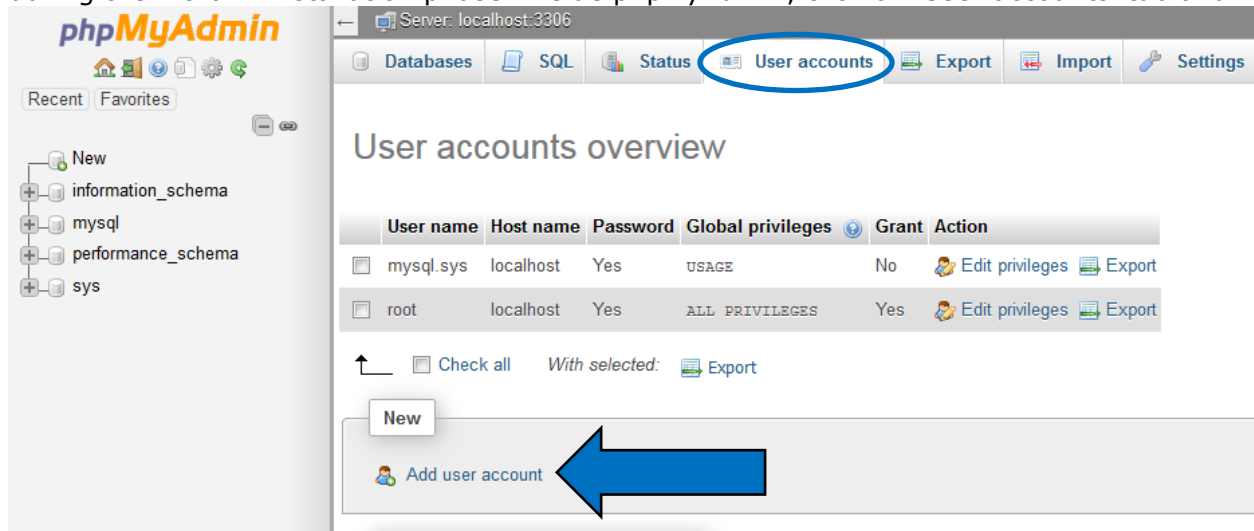 phpMyAdmin
Recent Favorites
New
information_schema
mysql
performance_schema
sys
Server: localhost:3306
Databases SQL Status User accounts Export Import Settings
User accounts overview
User name Host name Password Global privileges Grant Action
mysql.sys localhost Yes USAGE No Edit privileges Export
root localhost Yes ALL PRIVILEGES Yes Edit privileges Export
Check all With selected: Export
New
Add user account